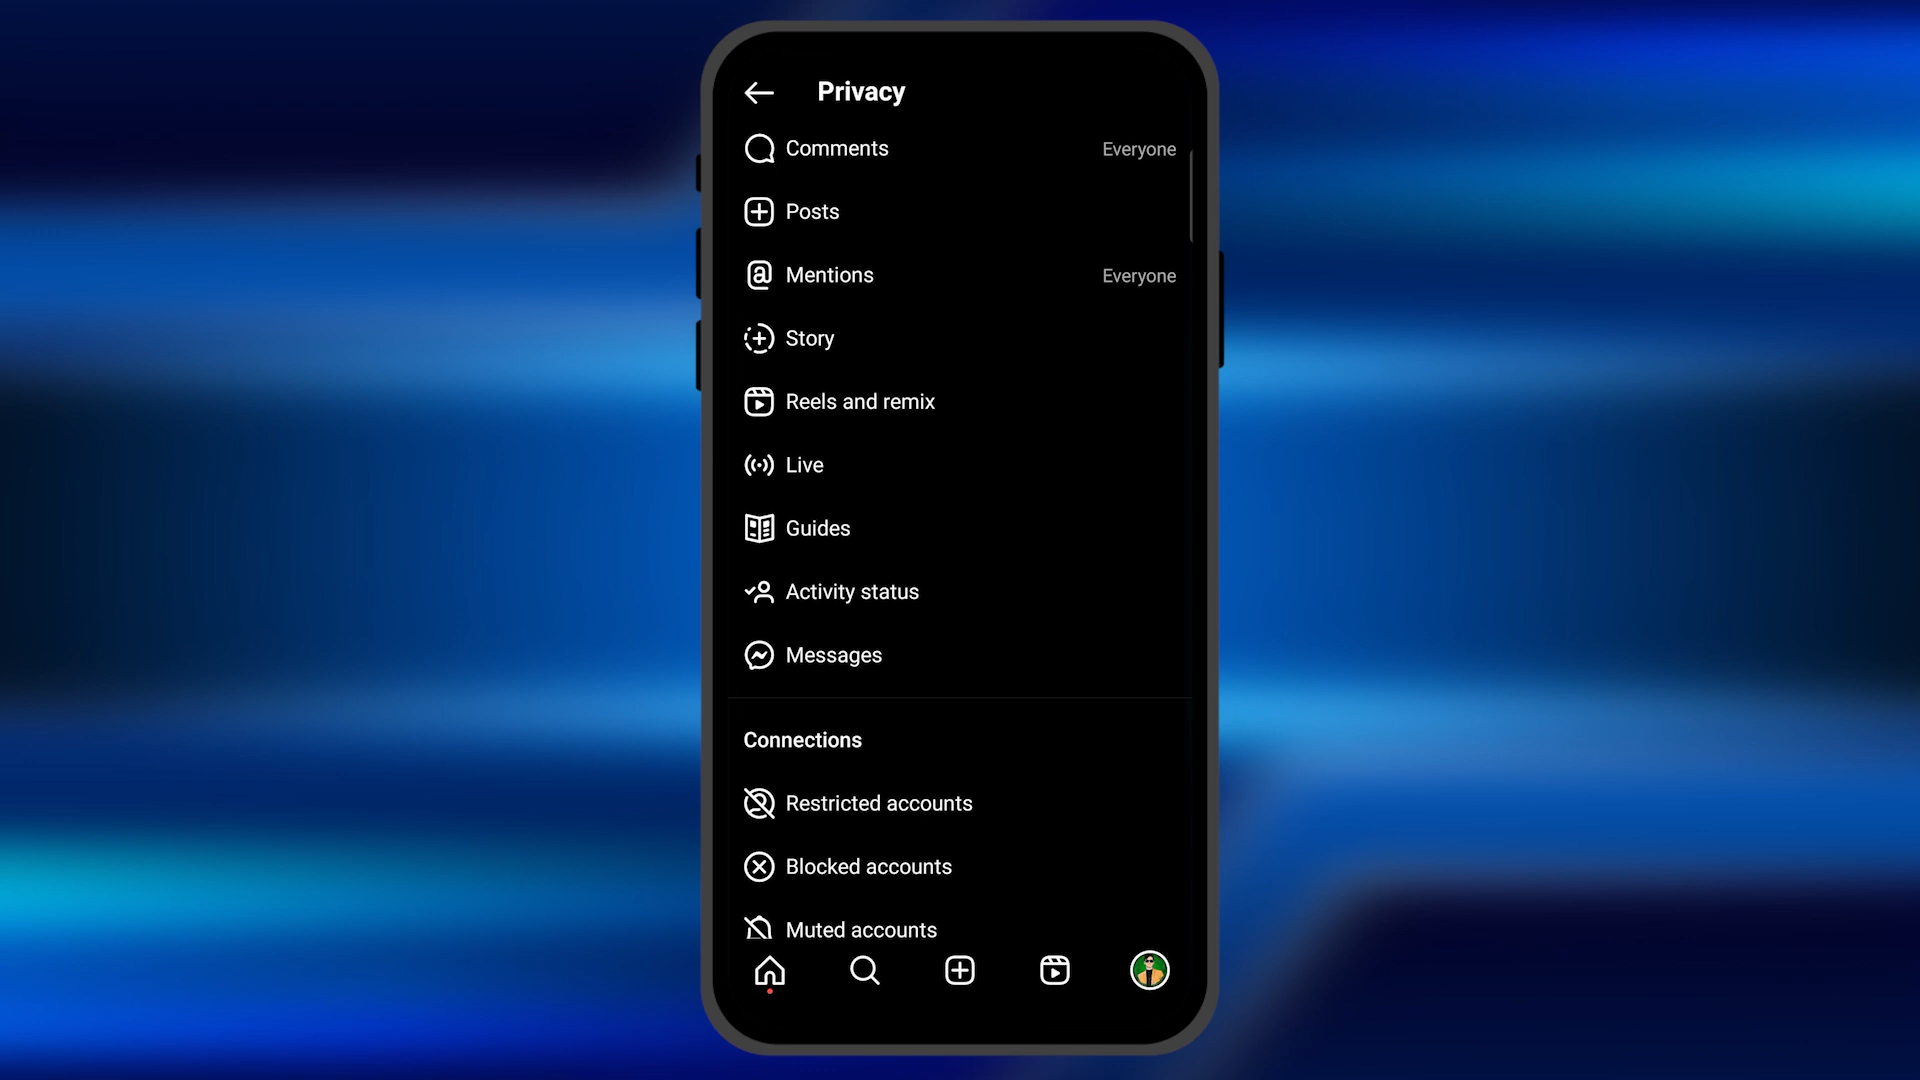 Privacy
Comments Everyone
Posts
Mentions Everyone
Story
Reels and remix
Live
Guides
Activity status
Messages
Connections
Restricted accounts
Blocked accounts
Muted accounts